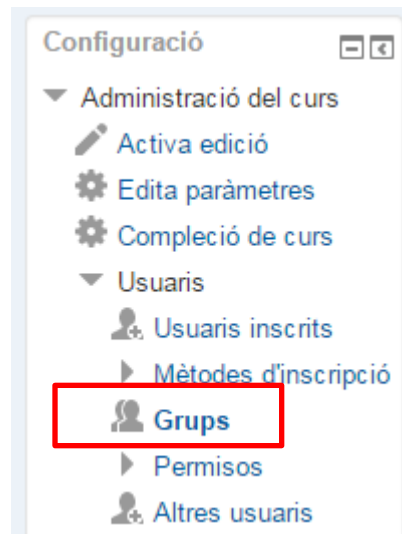 Configuració
Administració del curs
Activa edició
Edita paràmetres
Compleció de curs
Usuaris
Usuaris inscrits
Mètodes d'inscripció
Grups
Permisos
Altres usuaris